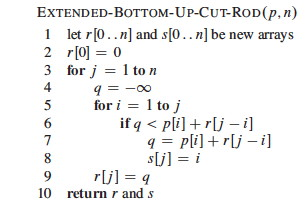 EXTENDED-BOTTOM-UP-CUT-ROD(p, n)
1 let r[0..n] and s[0..n] be new arrays
2 r[0] = 0
3 for j = 1 to n
4 q = -∞
5 for i = 1 to j
6 if q < p[i] + r[j - i]
7 q = p[i] + r[j - i]
8 s[j] = i
9 r[j] = q
10 return r and s